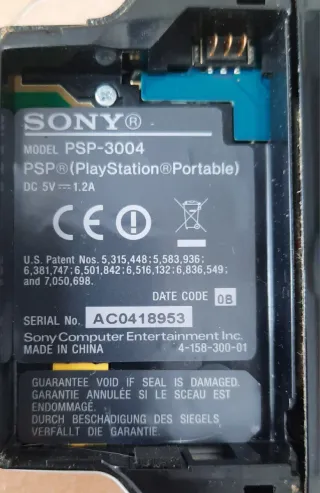 SONY®
MODEL PSP-3004
PSP®(PlayStation®Portable)
DC 5V ⎓ 1.2A
CE
U.S. Patent Nos. 5,315,448; 5,583,936;
6,381,747; 6,501,842; 6,516,132; 6,836,549;
and 7,050,698.
DATE CODE 0B
SERIAL No. AC0418953
Sony Computer Entertainment Inc.
MADE IN CHINA 4-158-300-01
GUARANTEE VOID IF SEAL IS DAMAGED.
GARANTIE ANNULÉE SI LE SCEAU EST
ENDOMMAGÉ.
DURCH BESCHÄDIGUNG DES SIEGELS
VERFÄLLT DIE GARANTIE.